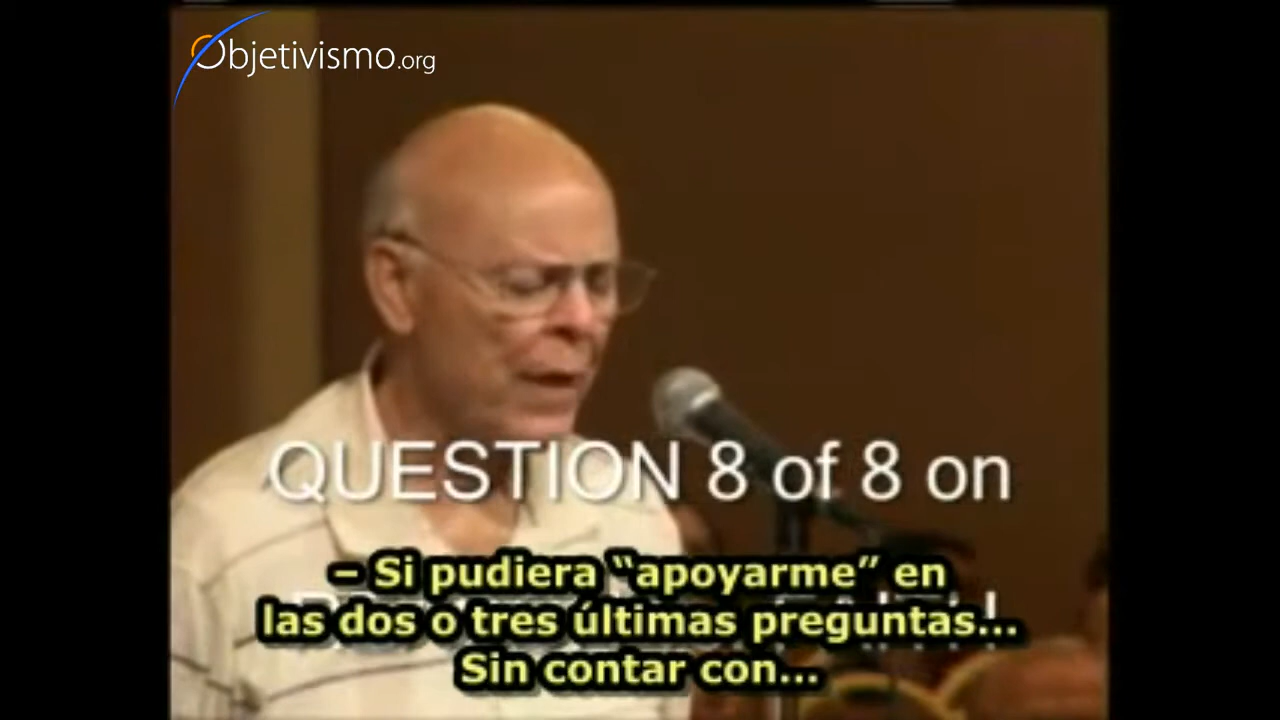 Objetivismo.org
QUESTION 8 of 8 on
– Si pudiera “apoyarme” en
las dos o tres últimas preguntas...
Sin contar con...